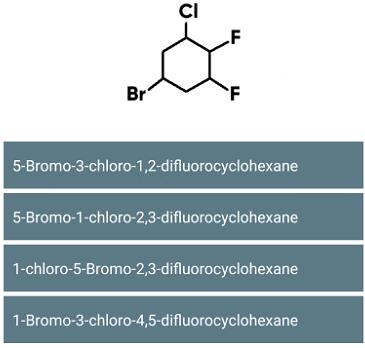 Cl
F
Br
F
5-Bromo-3-chloro-1,2-difluorocyclohexane
5-Bromo-1-chloro-2,3-difluorocyclohexane
1-chloro-5-Bromo-2,3-difluorocyclohexane
1-Bromo-3-chloro-4,5-difluorocyclohexane